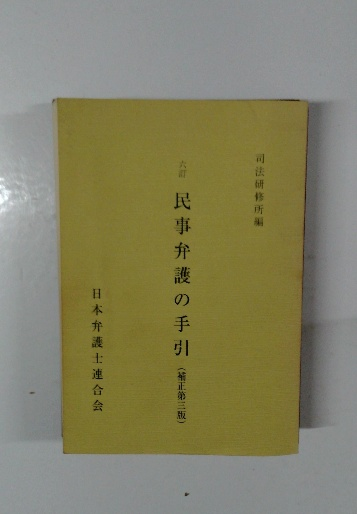 司法研修所編
六訂
民事弁護の手引(補正第三版)
日本弁護士連合会